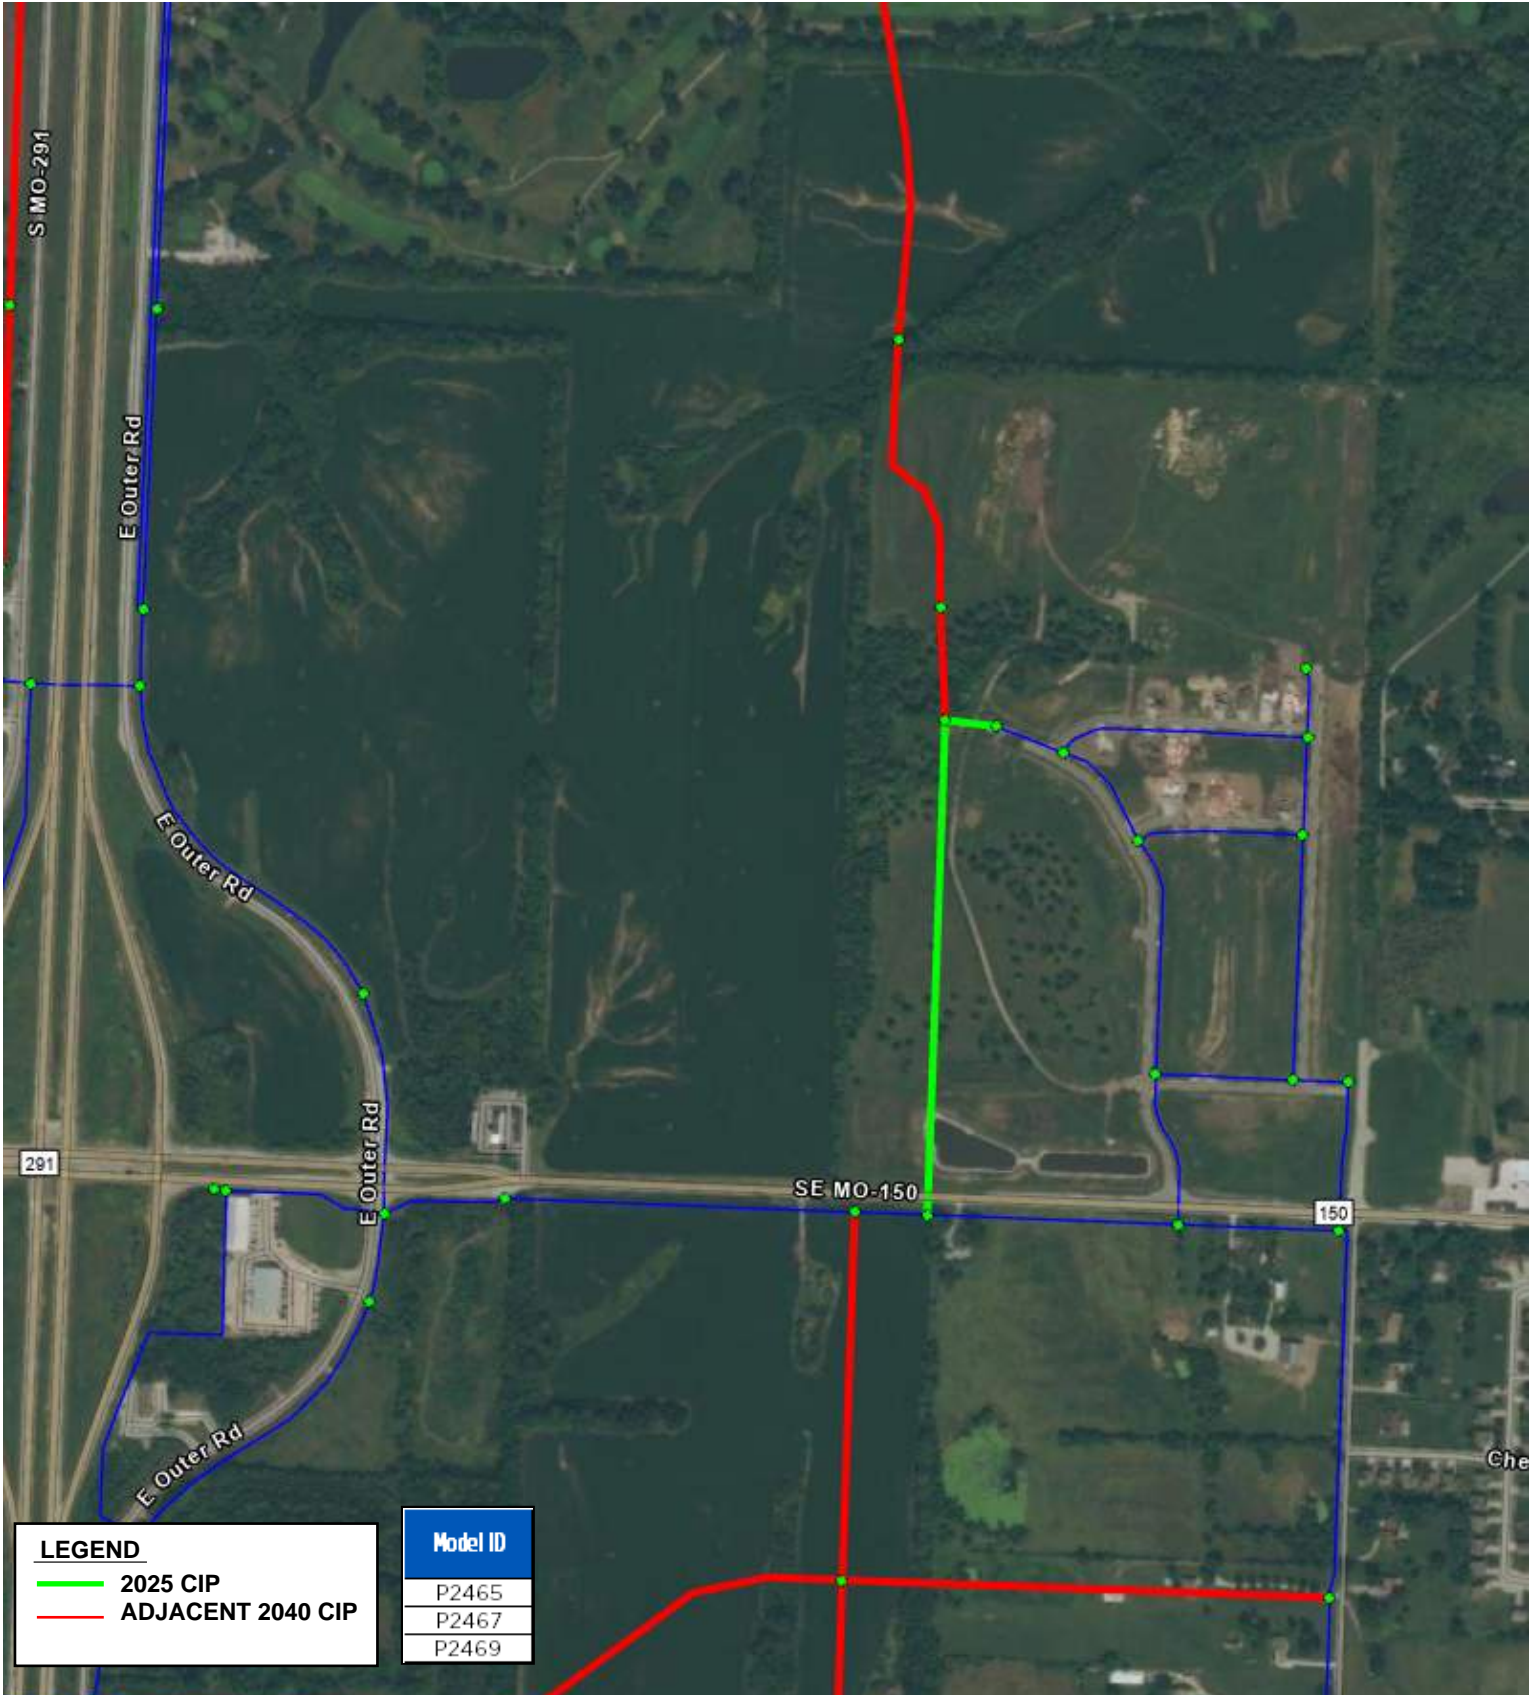 S MO-291
E Outer Rd
E Outer Rd
E Outer Rd
291
SE MO-150
150
E Outer Rd
Che
LEGEND
2025 CIP
ADJACENT 2040 CIP
Model ID
P2465
P2467
P2469